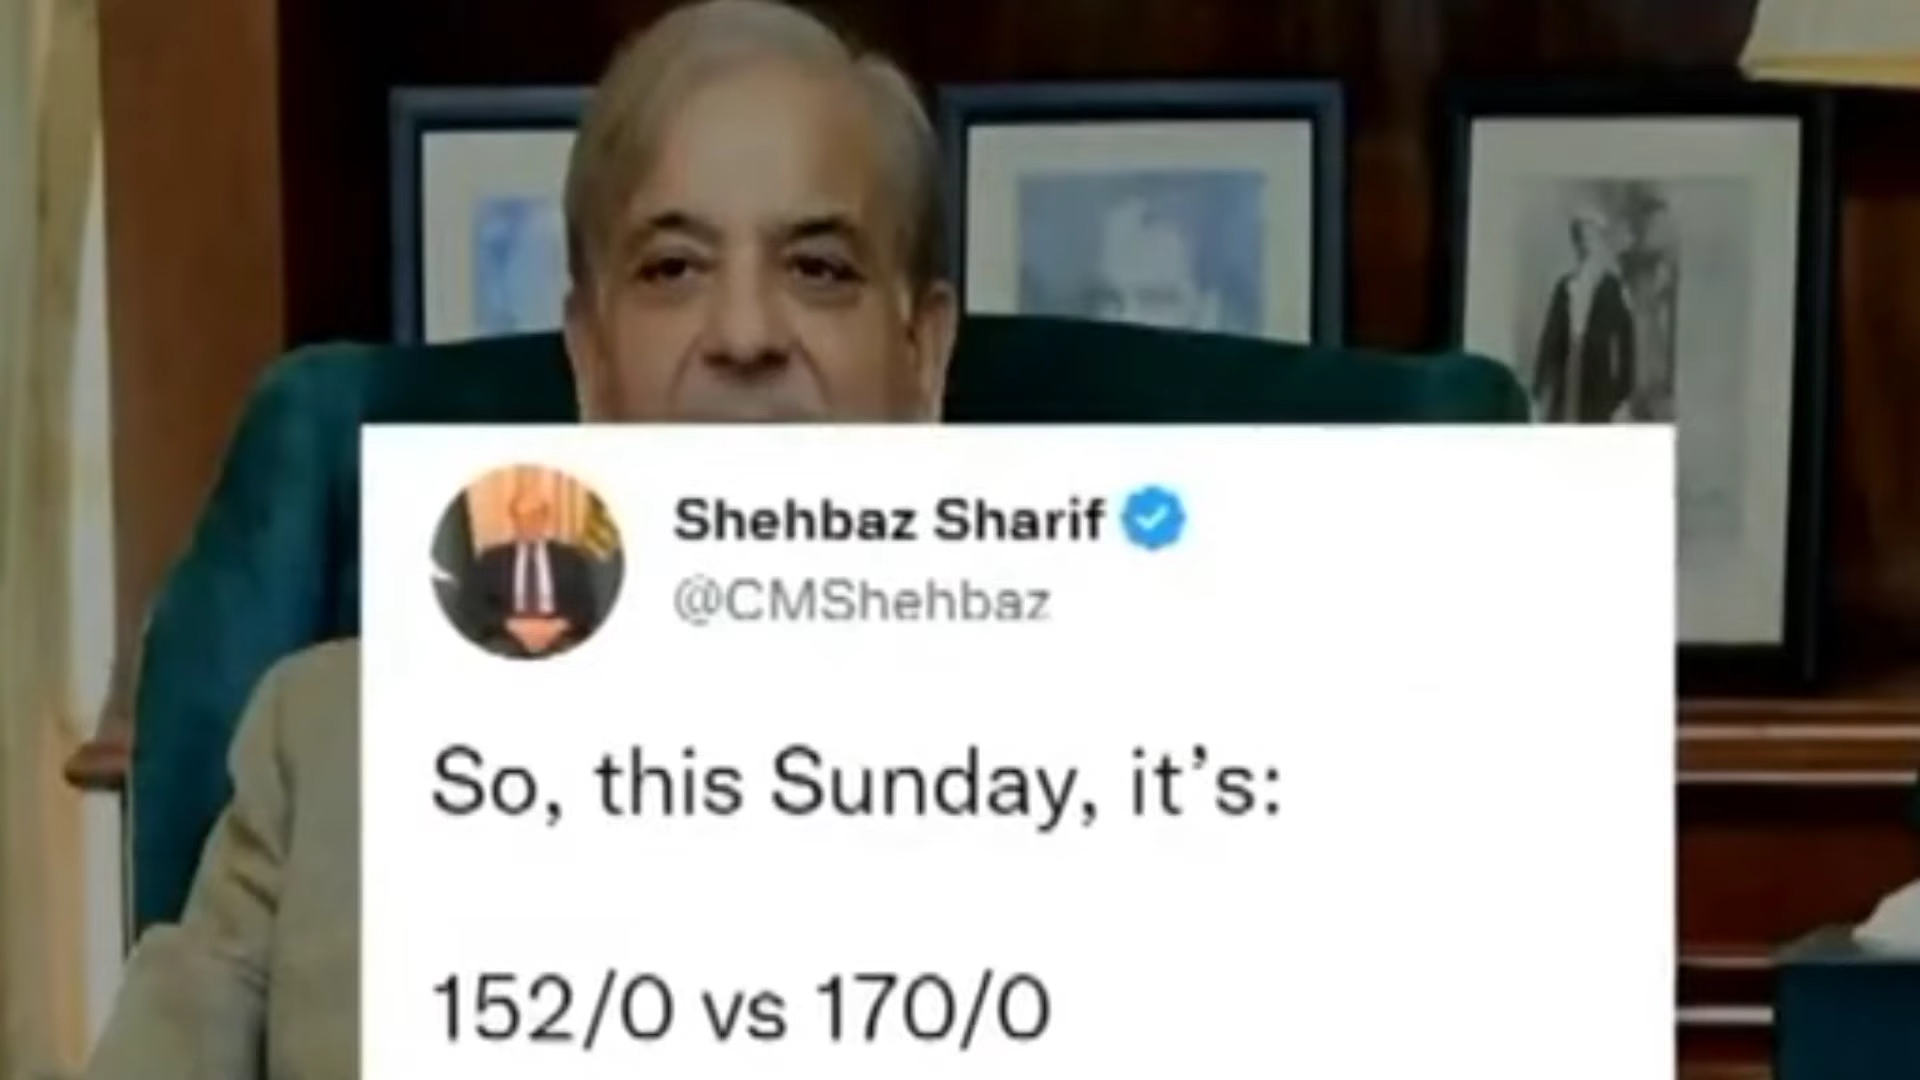 Shehbaz Sharif
@CMShehbaz
So, this Sunday, it’s:
152/0 vs 170/0